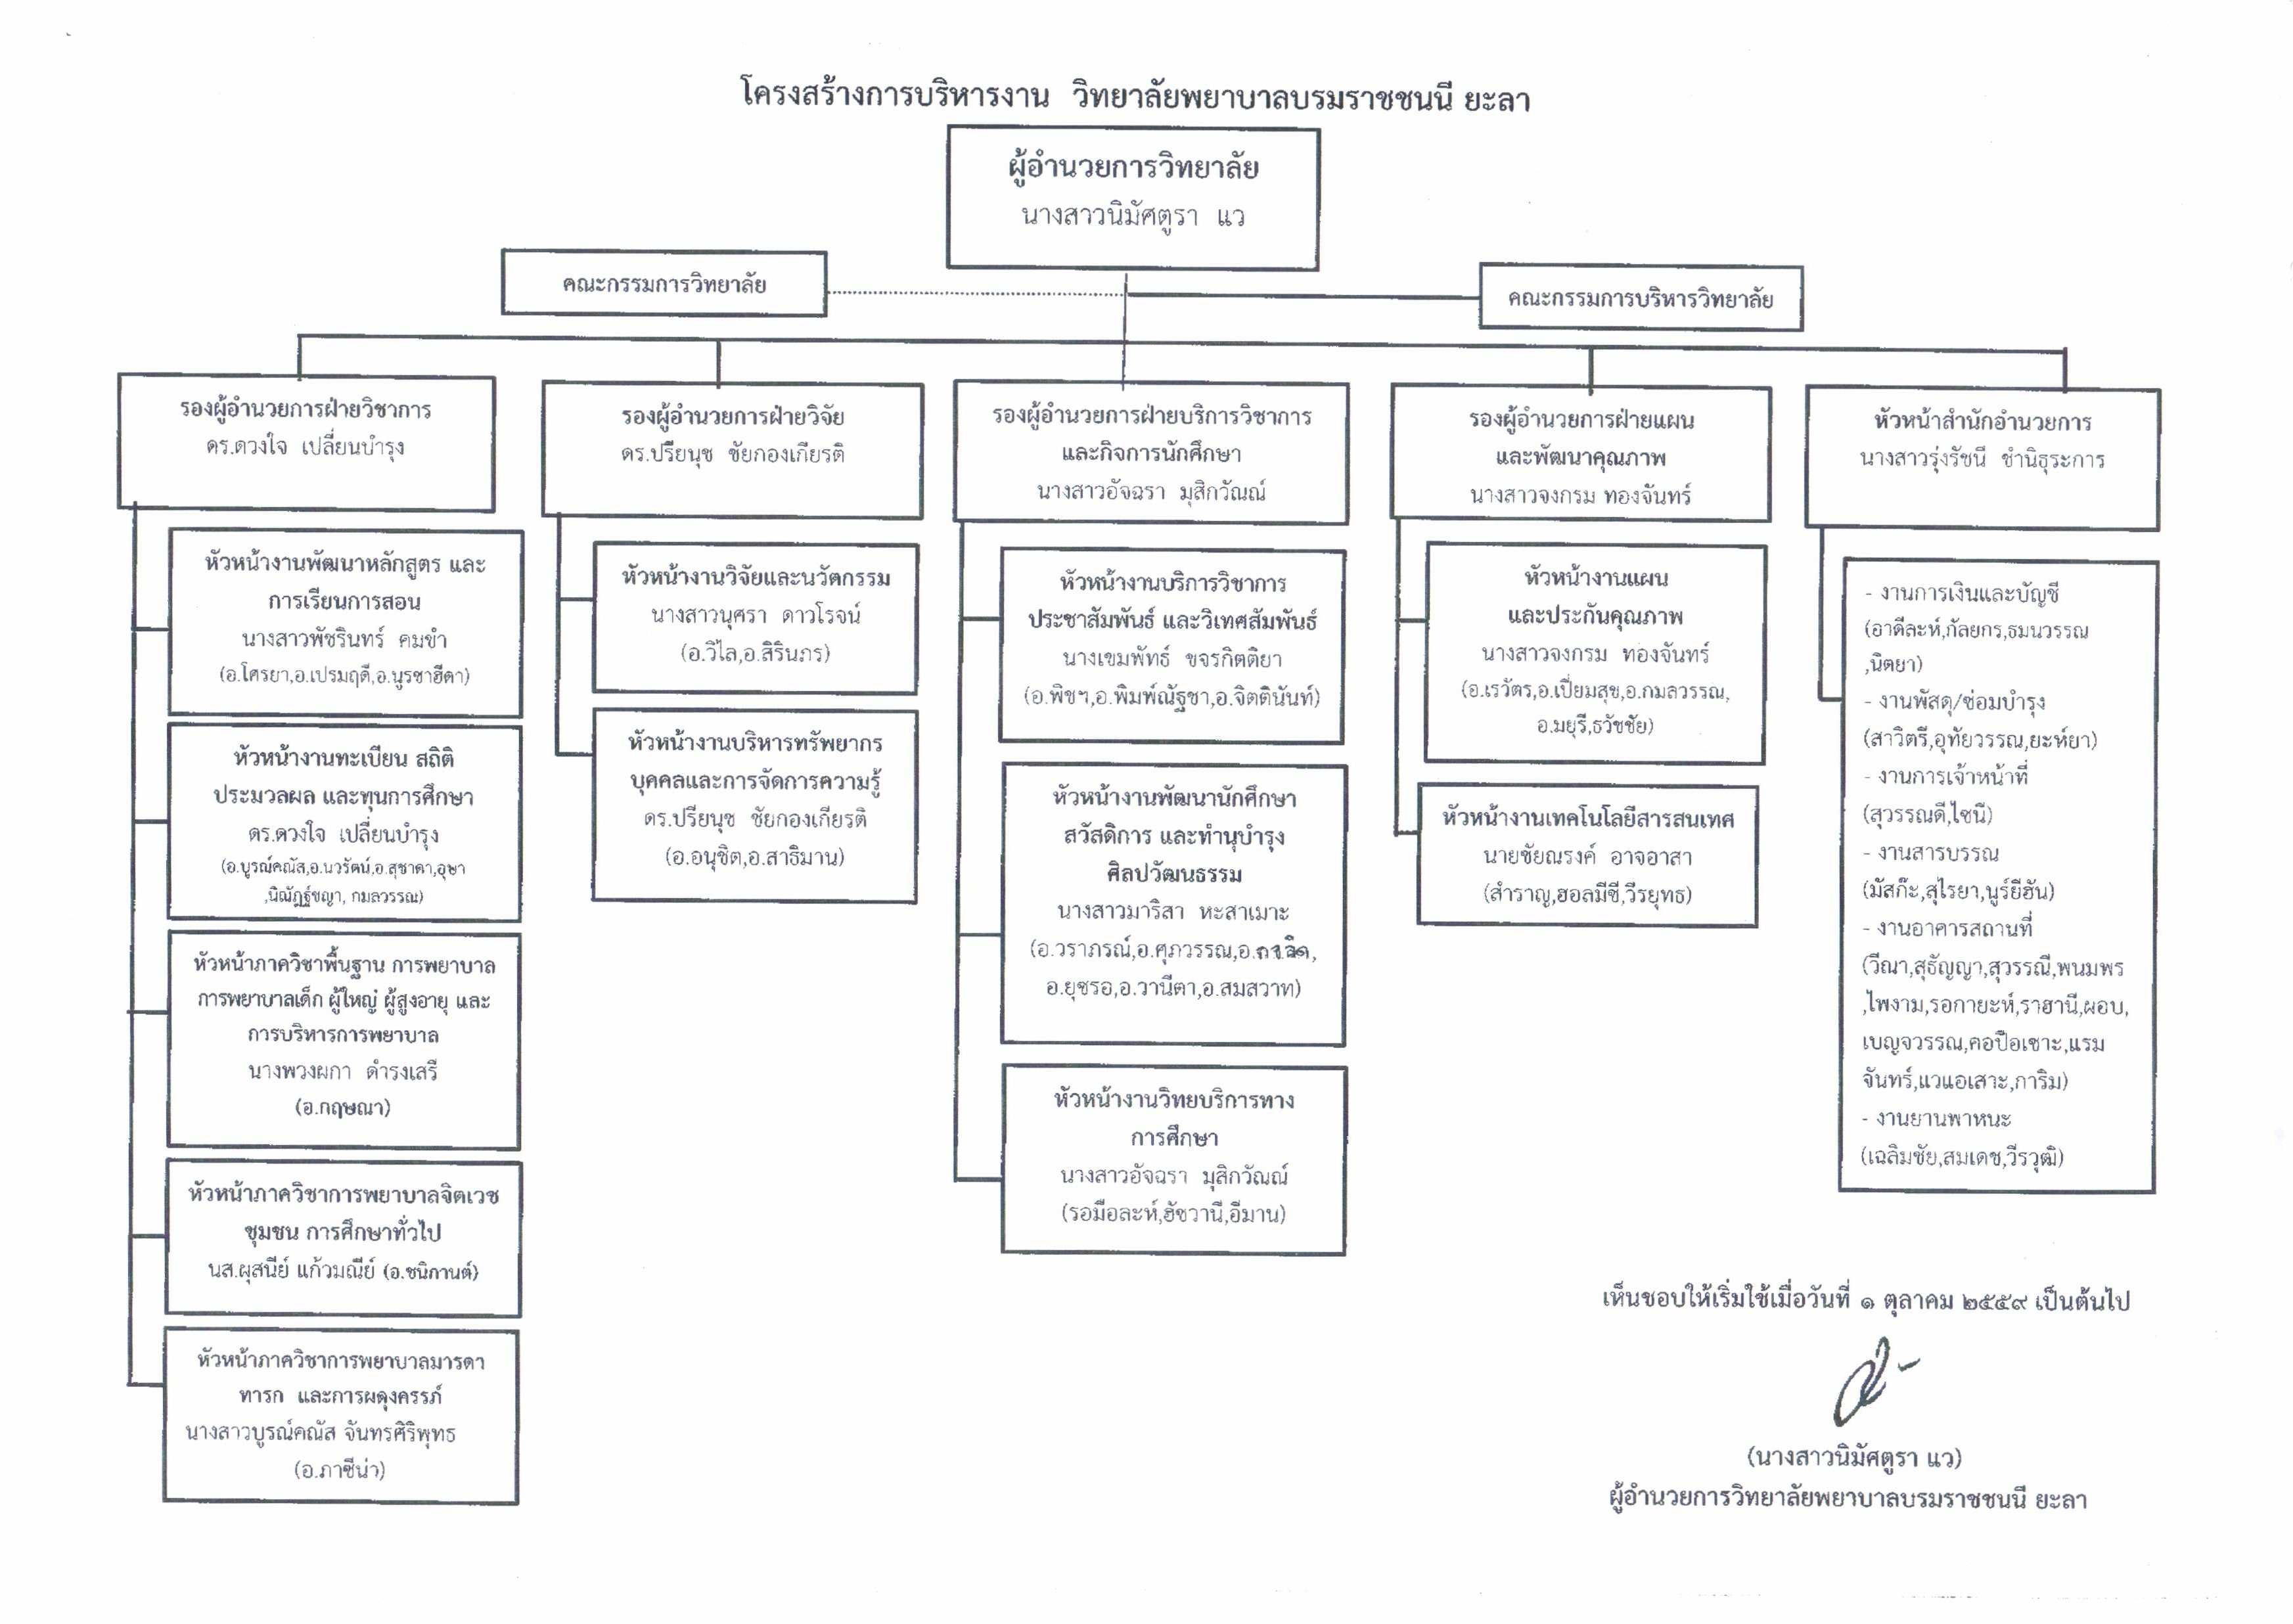 โครงสร้างการบริหารงาน วิทยาลัยพยาบาลบรมราชชนนี ยะลา
ผู้อำนวยการวิทยาลัย
นางสาวนิมัศตูรา แว
คณะกรรมการวิทยาลัย
คณะกรรมการบริหารวิทยาลัย
รองผู้อำนวยการฝ่ายวิชาการ
ดร.ดวงใจ เปลี่ยนบำรุง
หัวหน้างานพัฒนาหลักสูตร และ
การเรียนการสอน
นางสาวพัชรินทร์ คมขำ
(อ.โศรยา,อ.เปรมฤดี,อ.นูรซาฮีดา)
หัวหน้างานทะเบียน สถิติ
ประมวลผล และทุนการศึกษา
ดร.ดวงใจ เปลี่ยนบำรุง
(อ.บูรณ์คณัส,อ.นวรัตน์,อ.สุชาดา,อุษา
,นิณัฏฐ์ชญา, กมลวรรณ)
หัวหน้าภาควิชาพื้นฐาน การพยาบาล
การพยาบาลเด็ก ผู้ใหญ่ ผู้สูงอายุ และ
การบริหารการพยาบาล
นางพวงผกา ดำรงเสรี
(อ.กฤษณา)
หัวหน้าภาควิชาการพยาบาลจิตเวช
ชุมชน การศึกษาทั่วไป
นส.ผุสนีย์ แก้วมณีย์ (อ.ชนิกานต์)
หัวหน้าภาควิชาการพยาบาลมารดา
ทารก และการผดุงครรภ์
นางสาวบูรณ์คณัส จันทรศิริพุทธ
(อ.ภาซีน่า)
รองผู้อำนวยการฝ่ายวิจัย
ดร.ปรียนุช ชัยกองเกียรติ
หัวหน้างานวิจัยและนวัตกรรม
นางสาวนุศรา ดาวโรจน์
(อ.วิไล,อ.สิรินภร)
หัวหน้างานบริหารทรัพยากร
บุคคลและการจัดการความรู้
ดร.ปรียนุช ชัยกองเกียรติ
(อ.อนุชิต,อ.สาธิมาน)
รองผู้อำนวยการฝ่ายบริการวิชาการ
และกิจการนักศึกษา
นางสาวอัจฉรา มุสิกวัณณ์
หัวหน้างานบริการวิชาการ
ประชาสัมพันธ์ และวิเทศสัมพันธ์
นางเขมพัทธ์ ขจรกิตติยา
(อ.พิชฯ,อ.พิมพ์ณัฐชา,อ.จิตตินันท์)
หัวหน้างานพัฒนานักศึกษา
สวัสดิการ และทำนุบำรุง
ศิลปวัฒนธรรม
นางสาวมาริสา หะสาเมาะ
(อ.วราภรณ์,อ.ศุภวรรณ,อ.
อ.ยุซรอ,อ.วานีตา,อ.สมสวาท)
หัวหน้างานวิทยบริการทาง
การศึกษา
นางสาวอัจฉรา มุสิกวัณณ์
(รอมือละห์,ฮัซวานี,อีมาน)
รองผู้อำนวยการฝ่ายแผน
และพัฒนาคุณภาพ
นางสาวจงกรม ทองจันทร์
หัวหน้างานแผน
และประกันคุณภาพ
นางสาวจงกรม ทองจันทร์
(อ.เรวัตร,อ.เปี่ยมสุข,อ.กมลวรรณ,
อ.มยุรี,ธวัชชัย)
หัวหน้างานเทคโนโลยีสารสนเทศ
นายชัยณรงค์ อาจอาสา
(สำราญ,ฮอลมีซี,วีรยุทธ)
หัวหน้าสำนักอำนวยการ
นางสาวรุ่งรัชนี ชำนิธุระการ
- งานการเงินและบัญชี
(อาดีละห์,กัลยกร,ธมนวรรณ
,นิตยา)
- งานพัสดุ/ซ่อมบำรุง
(สาวิตรี,อุทัยวรรณ,ยะห์ยา)
- งานการเจ้าหน้าที่
(สุวรรณดี,ไซนี)
- งานสารบรรณ
(มัสก๊ะ,สุไรยา,นูร์ยีฮัน)
- งานอาคารสถานที่
(วีณา,สุธัญญา,สุวรรณี,พนมพร
,ไพงาม,รอกายะห์,ราฮานี,ผอบ,
เบญจวรรณ,คอปือเซาะ,แรม
จันทร์,แวแอเสาะ,การิม)
- งานยานพาหนะ
(เฉลิมชัย,สมเดช,วีรวุฒิ)
เห็นชอบให้เริ่มใช้เมื่อวันที่ ๑ ตุลาคม ๒๕๕๙ เป็นต้นไป
(นางสาวนิมัศตูรา แว)
ผู้อำนวยการวิทยาลัยพยาบาลบรมราชชนนี ยะลา